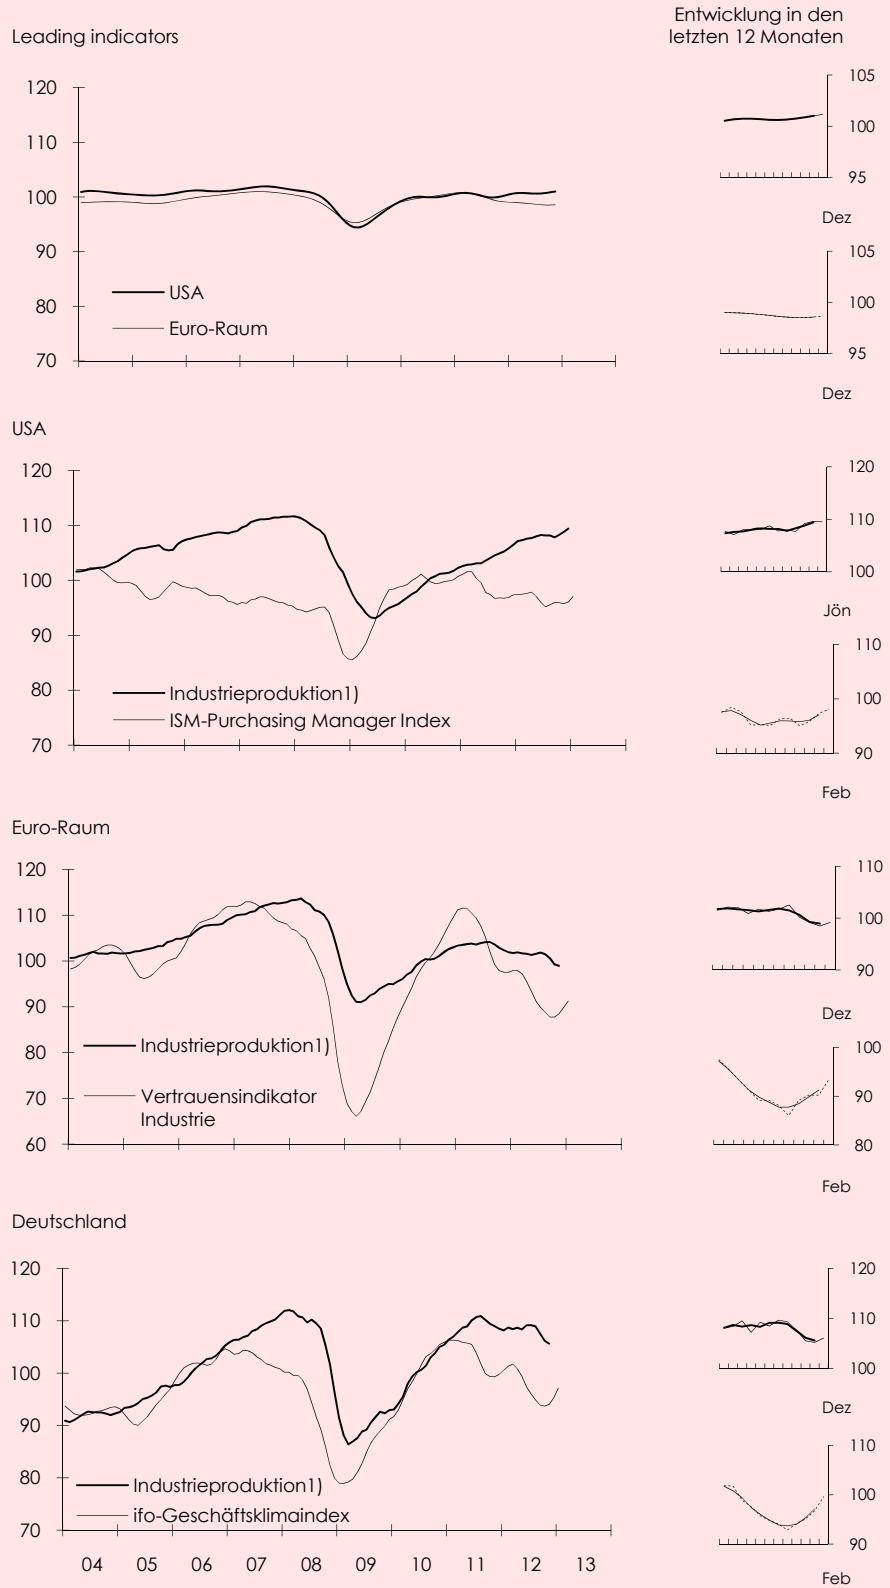 Entwicklung in den
letzten 12 Monaten
Leading indicators
120
110
100
90
80
70
USA
Euro-Raum
105
100
95
Dez
105
100
95
Dez
USA
120
110
100
90
80
70
Industrieproduktion1)
ISM-Purchasing Manager Index
120
110
100
Jön
110
100
90
Feb
Euro-Raum
120
110
100
90
80
70
60
Industrieproduktion1)
Vertrauensindikator
Industrie
110
100
90
Dez
100
90
80
Feb
Deutschland
120
110
100
90
80
70
Industrieproduktion1)
ifo-Geschäftsklimaindex
04 05 06 07 08 09 10 11 12 13
120
110
100
Dez
110
100
90
Feb